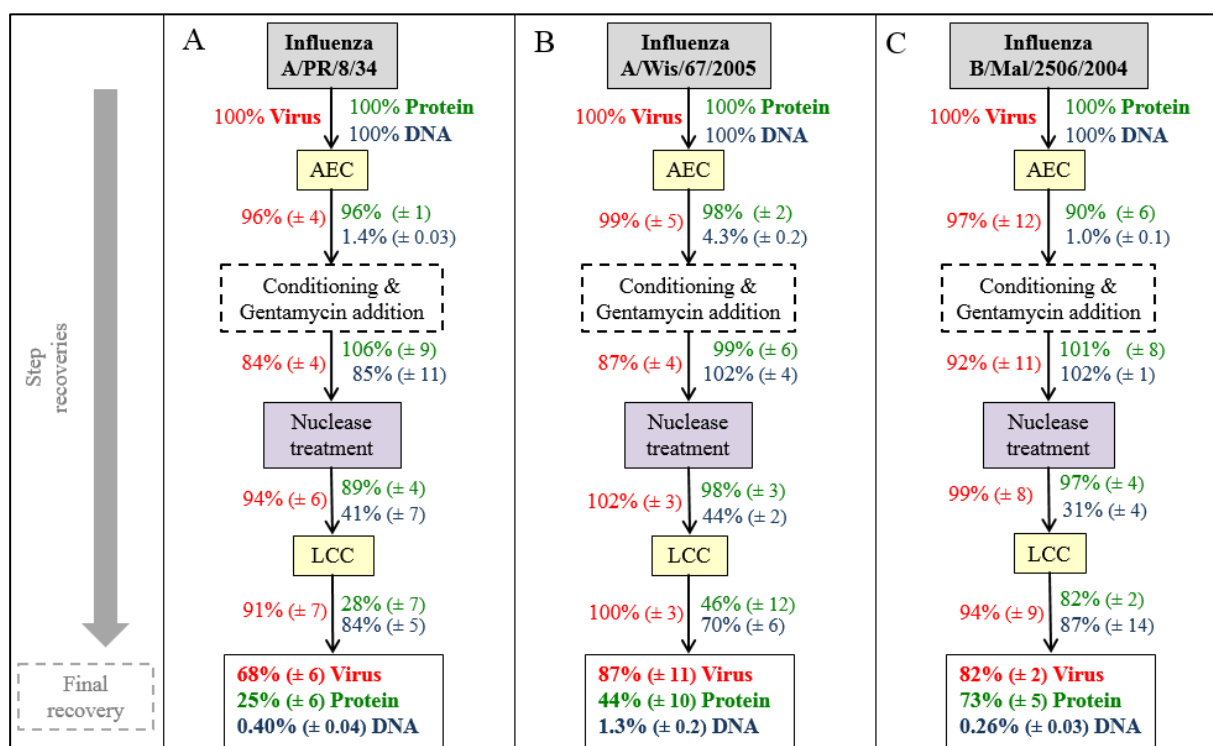 A
Influenza
A/PR/8/34
100% Virus
100% Protein
100% DNA
AEC
96% (± 4)
96% (± 1)
1.4% (± 0.03)
Conditioning &
Gentamycin addition
84% (± 4)
106% (± 9)
85% (± 11)
Nuclease
treatment
94% (± 6)
89% (± 4)
41% (± 7)
LCC
91% (± 7)
28% (± 7)
84% (± 5)
68% (± 6) Virus
25% (± 6) Protein
0.40% (± 0.04) DNA
B
Influenza
A/Wis/67/2005
100% Virus
100% Protein
100% DNA
AEC
99% (± 5)
98% (± 2)
4.3% (± 0.2)
Conditioning &
Gentamycin addition
87% (± 4)
99% (± 6)
102% (± 4)
Nuclease
treatment
102% (± 3)
98% (± 3)
44% (± 2)
LCC
100% (± 3)
46% (± 12)
70% (± 6)
87% (± 11) Virus
44% (± 10) Protein
1.3% (± 0.2) DNA
C
Influenza
B/Mal/2506/2004
100% Virus
100% Protein
100% DNA
AEC
97% (± 12)
90% (± 6)
1.0% (± 0.1)
Conditioning &
Gentamycin addition
92% (± 11)
101% (± 8)
102% (± 1)
Nuclease
treatment
99% (± 8)
97% (± 4)
31% (± 4)
LCC
94% (± 9)
82% (± 2)
87% (± 14)
82% (± 2) Virus
73% (± 5) Protein
0.26% (± 0.03) DNA
Step
recoveries
Final
recovery